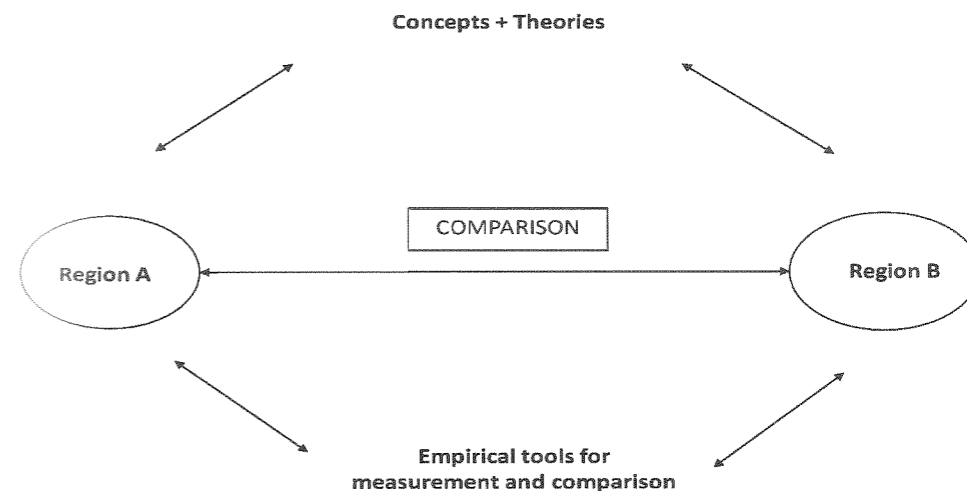 Concepts + Theories
COMPARISON
Region A
Region B
Empirical tools for
measurement and comparison